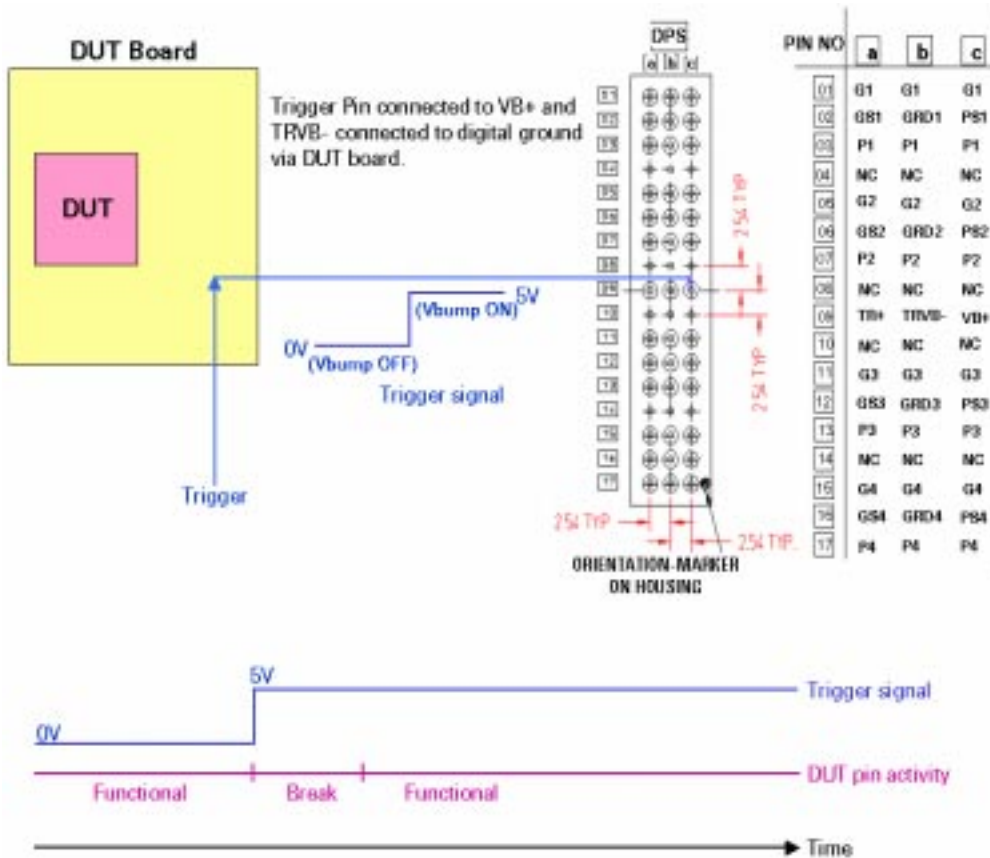 DUT Board
Trigger Pin connected to VB+ and
TRVB- connected to digital ground
via DUT board.
DUT
5V
(Vbump ON)
0V
(Vbump OFF)
Trigger signal
Trigger
DPS
a b c
01
02
03
04
05
06
07
08
09
10
11
12
13
14
15
16
17
2.54 TYP
2.54 TYP
2.54 TYP
2.54 TYP.
ORIENTATION-MARKER
ON HOUSING
PIN NO a b c
01 G1 G1 G1
02 GS1 GRD1 PS1
03 P1 P1 P1
04 NC NC NC
05 G2 G2 G2
06 GS2 GRD2 PS2
07 P2 P2 P2
08 NC NC NC
09 TR+ TRVB- VB+
10 NC NC NC
11 G3 G3 G3
12 GS3 GRD3 PS3
13 P3 P3 P3
14 NC NC NC
15 G4 G4 G4
16 GS4 GRD4 PS4
17 P4 P4 P4
5V
0V
Trigger signal
Functional Break Functional
DUT pin activity
Time